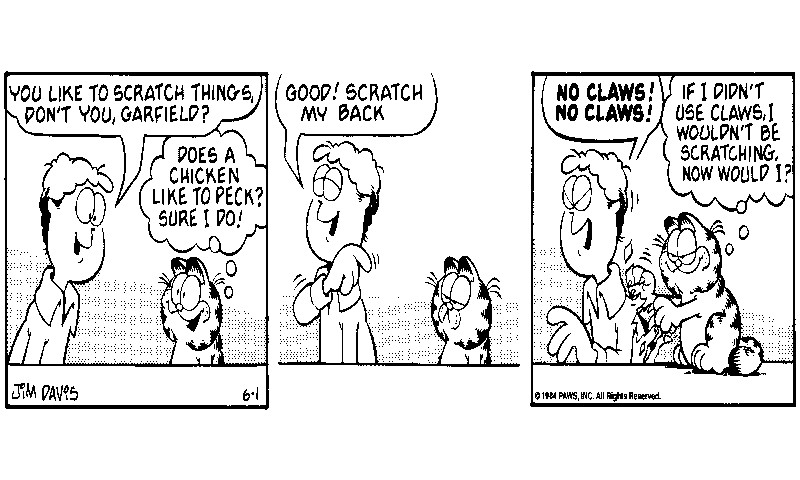 YOU LIKE TO SCRATCH THINGS,
DON'T YOU, GARFIELD?
DOES A
CHICKEN
LIKE TO PECK?
SURE I DO!
JIM DAVIS
6-1
GOOD! SCRATCH
MY BACK
NO CLAWS!
NO CLAWS!
IF I DIDN'T
USE CLAWS, I
WOULDN'T BE
SCRATCHING,
NOW WOULD I?
© 1984 PAWS, INC. All Rights Reserved.